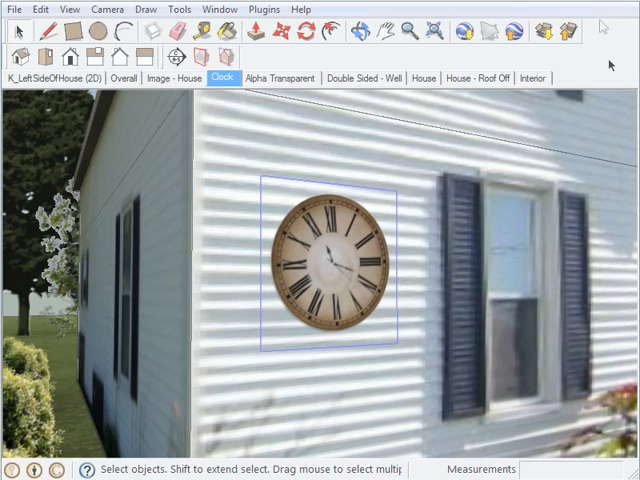 File Edit View Camera Draw Tools Window Plugins Help
K_LeftSideOfHouse (2D) Overall Image - House Clock Alpha Transparent Double Sided - Well House House - Roof Off Interior
Select objects. Shift to extend select. Drag mouse to select multip Measurements